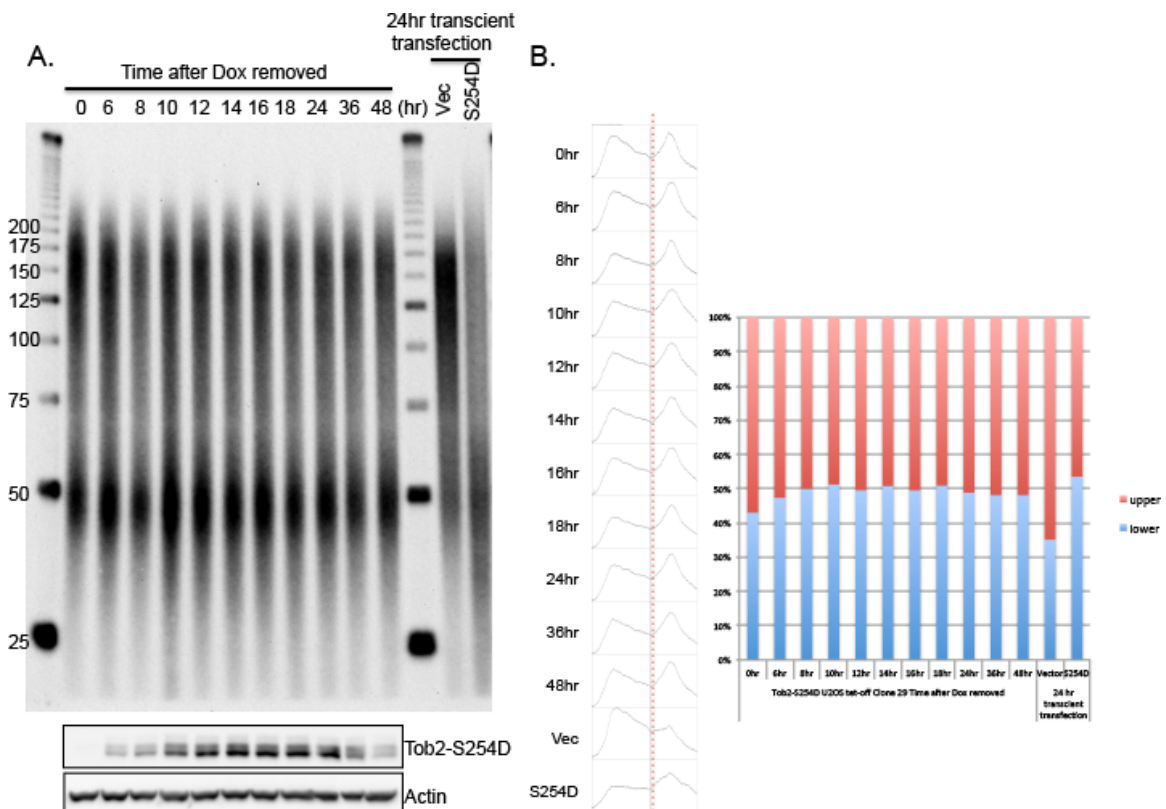 A.
24hr transcient
transfection
Time after Dox removed
0 6 8 10 12 14 16 18 24 36 48 (hr) Vec S254D
200
175
150
125
100
75
50
25
Tob2-S254D
Actin
B.
0hr
6hr
8hr
10hr
12hr
14hr
16hr
18hr
24hr
36hr
48hr
Vec
S254D
100%
90%
80%
70%
60%
50%
40%
30%
20%
10%
0%
0hr 6hr 8hr 10hr 12hr 14hr 16hr 18hr 24hr 36hr 48hr Vector S254D
Tob2-S254D U2OS tet-off Clone 29 Time after Dox removed
24 hr
transcient
transfection
upper
lower